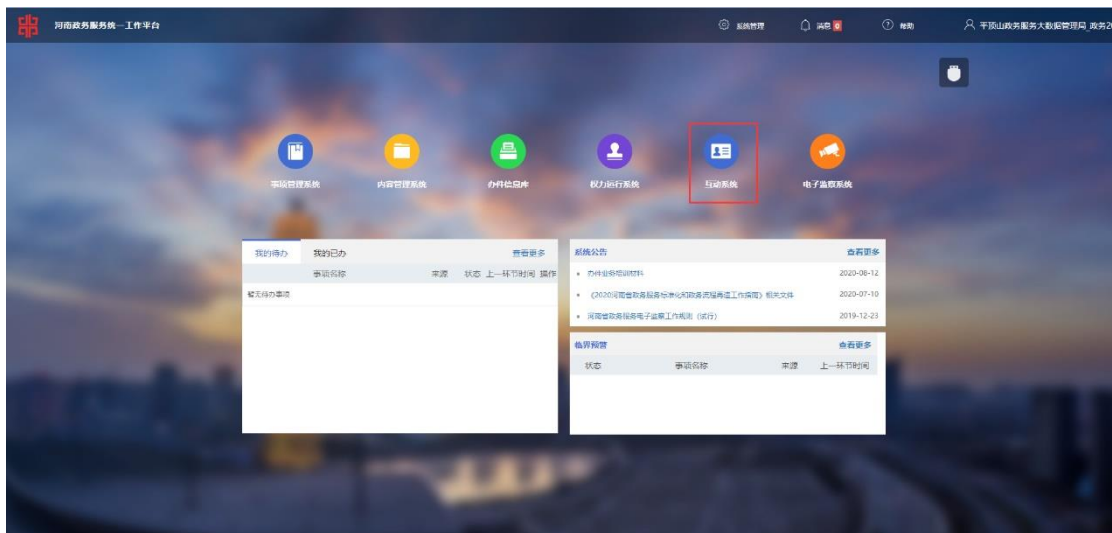 河南政务服务统一工作平台 系统管理 消息 0 帮助 平顶山政务服务大数据管理局_政务20
事项管理系统 内容管理系统 办件信息库 权力运行系统 互动系统 电子监察系统
我的待办 我的已办 查看更多
事项名称 来源 状态 上一环节时间 操作
暂无待办事项
系统公告 查看更多
办件业务培训材料 2020-08-12
《2020河南省政务服务标准化和政务流程再造工作指南》相关文件 2020-07-10
河南省政务服务电子监察工作规则（试行） 2019-12-23
临界预警 查看更多
状态 事项名称 来源 上一环节时间